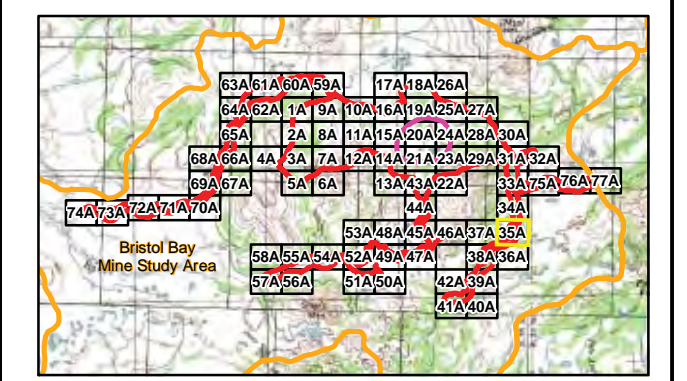 63A 61A 60A 59A 17A 18A 26A
64A 62A 1A 9A 10A 16A 19A 25A 27A
65A 2A 8A 11A 15A 20A 24A 28A 30A
68A 66A 4A 3A 7A 12A 14A 21A 23A 29A 31A 32A
69A 67A 5A 6A 13A 43A 22A 33A 75A 76A 77A
74A 73A 72A 71A 70A 44A 34A
53A 48A 45A 46A 37A 35A
Bristol Bay
Mine Study Area
58A 55A 54A 52A 49A 47A 38A 36A
57A 56A 51A 50A 42A 39A
41A 40A